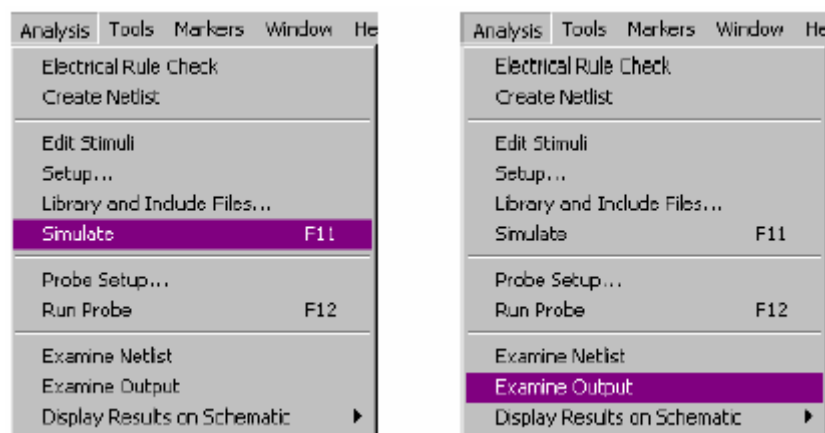 Analysis Tools Markers Window He
Electrical Rule Check
Create Netlist
Edit Stimuli
Setup...
Library and Include Files...
Simulate F11
Probe Setup...
Run Probe F12
Examine Netlist
Examine Output
Display Results on Schematic
Analysis Tools Markers Window He
Electrical Rule Check
Create Netlist
Edit Stimuli
Setup...
Library and Include Files...
Simulate F11
Probe Setup...
Run Probe F12
Examine Netlist
Examine Output
Display Results on Schematic